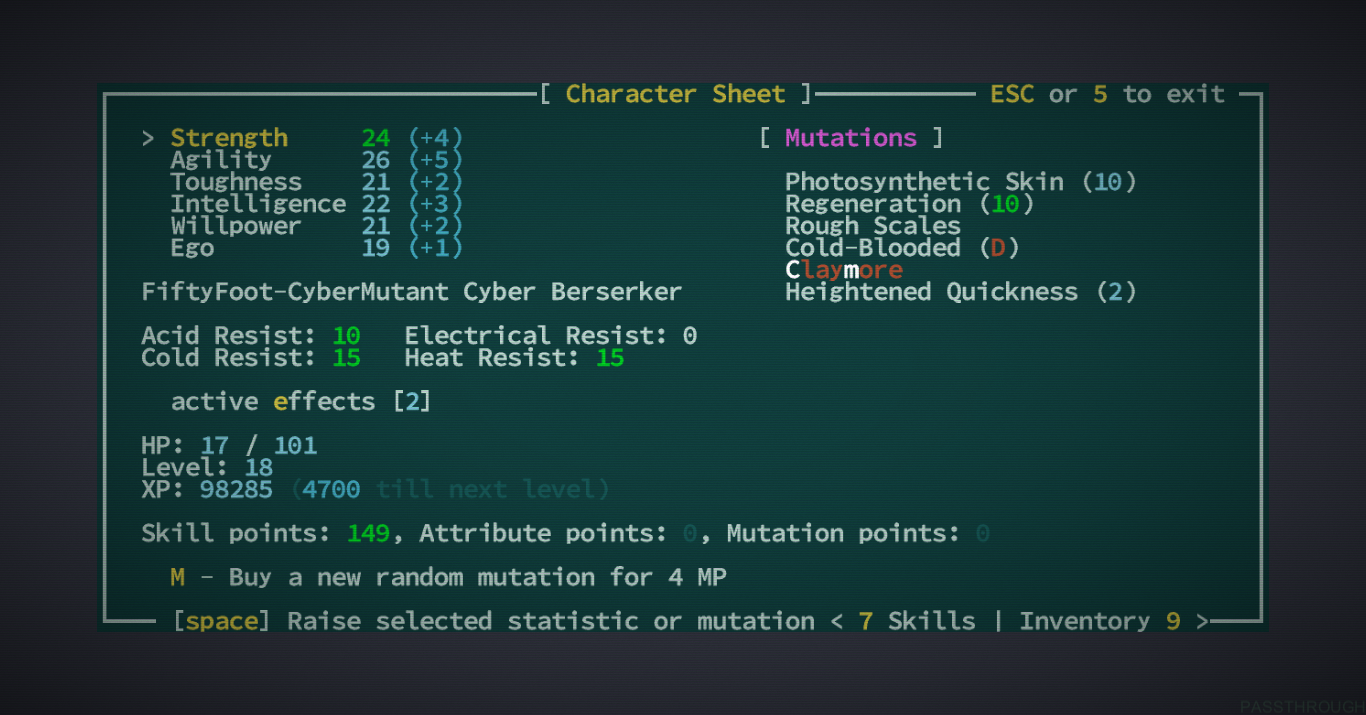 [ Character Sheet ] ESC or 5 to exit
> Strength 24 (+4)
Agility 26 (+5)
Toughness 21 (+2)
Intelligence 22 (+3)
Willpower 21 (+2)
Ego 19 (+1)
[ Mutations ]
Photosynthetic Skin (10)
Regeneration (10)
Rough Scales
Cold-Blooded (D)
Claymore
Heightened Quickness (2)
FiftyFoot-CyberMutant Cyber Berserker
Acid Resist: 10 Electrical Resist: 0
Cold Resist: 15 Heat Resist: 15
active effects [2]
HP: 17 / 101
Level: 18
XP: 98285 (4700 till next level)
Skill points: 149, Attribute points: 0, Mutation points: 0
M - Buy a new random mutation for 4 MP
[space] Raise selected statistic or mutation < 7 Skills | Inventory 9 >
PASSTHROUGH